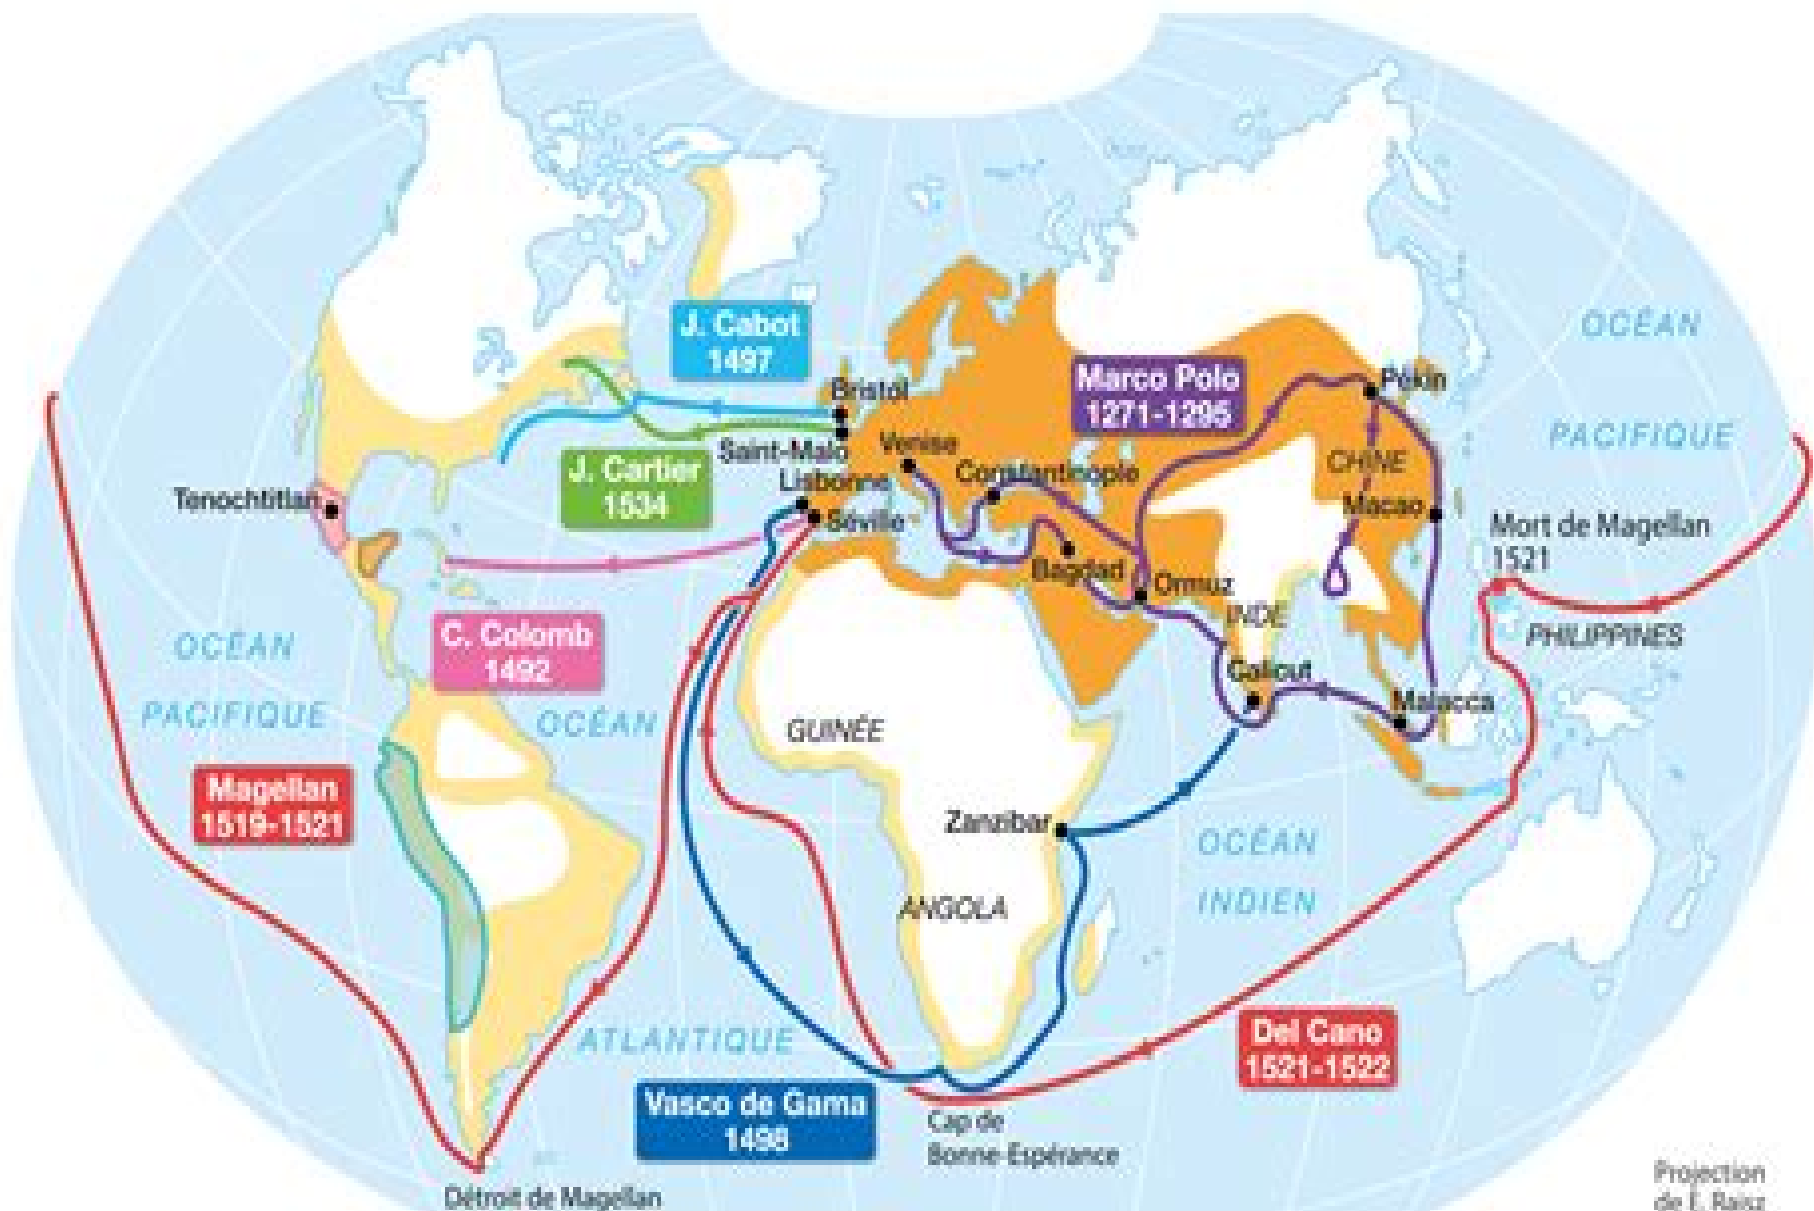 J. Cabot
1497
Bristol
Marco Polo
1271-1295
Pékin
OCÉAN
PACIFIQUE
Saint-Malo
Venise
J. Cartier
1534
Lisbonne
Constantinople
CHINE
Tenochtitlan
Séville
Macao
Mort de Magellan
1521
Bagdad
Ormuz
INDE
PHILIPPINES
C. Colomb
1492
OCÉAN
PACIFIQUE
OCÉAN
Calicut
Malacca
GUINÉE
Magellan
1519-1521
Zanzibar
OCÉAN
INDIEN
ANGOLA
ATLANTIQUE
Del Cano
1521-1522
Vasco de Gama
1498
Cap de
Bonne-Espérance
Détroit de Magellan
Projection
de E. Raisz